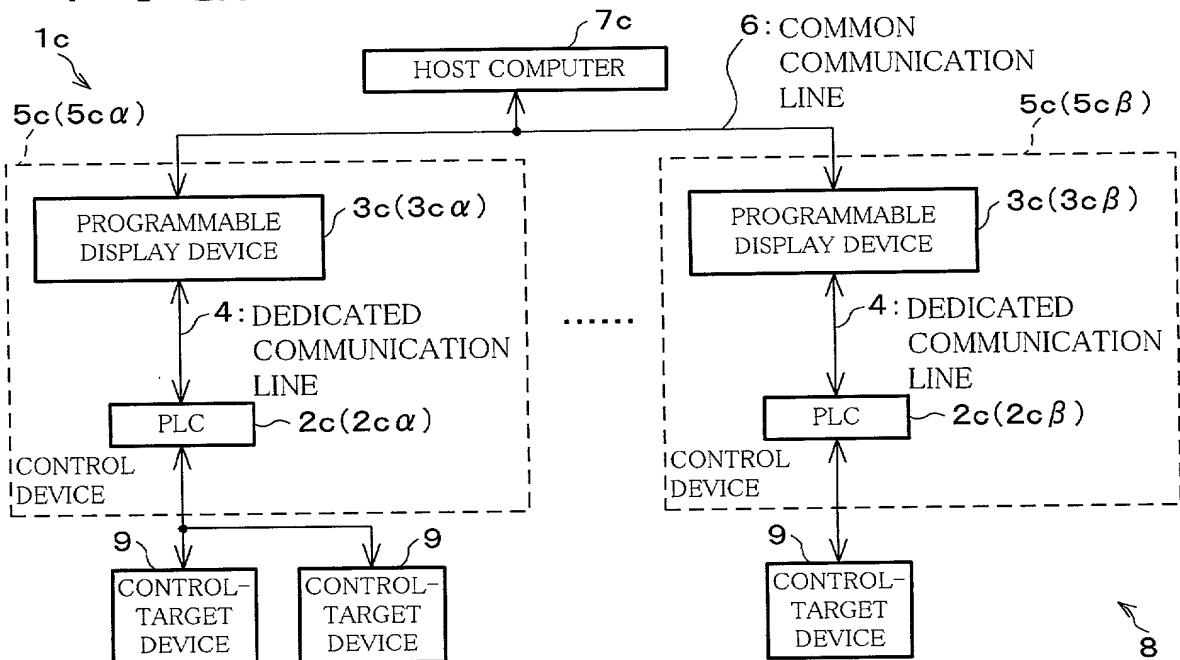 1c
7c
HOST COMPUTER
6: COMMON
COMMUNICATION
LINE
5c(5cα)
5c(5cβ)
PROGRAMMABLE
DISPLAY DEVICE
3c(3cα)
PROGRAMMABLE
DISPLAY DEVICE
3c(3cβ)
4: DEDICATED
COMMUNICATION
LINE
......
4: DEDICATED
COMMUNICATION
LINE
PLC
2c(2cα)
PLC
2c(2cβ)
CONTROL
DEVICE
CONTROL
DEVICE
9
CONTROL-
TARGET
DEVICE
9
CONTROL-
TARGET
DEVICE
9
CONTROL-
TARGET
DEVICE
8